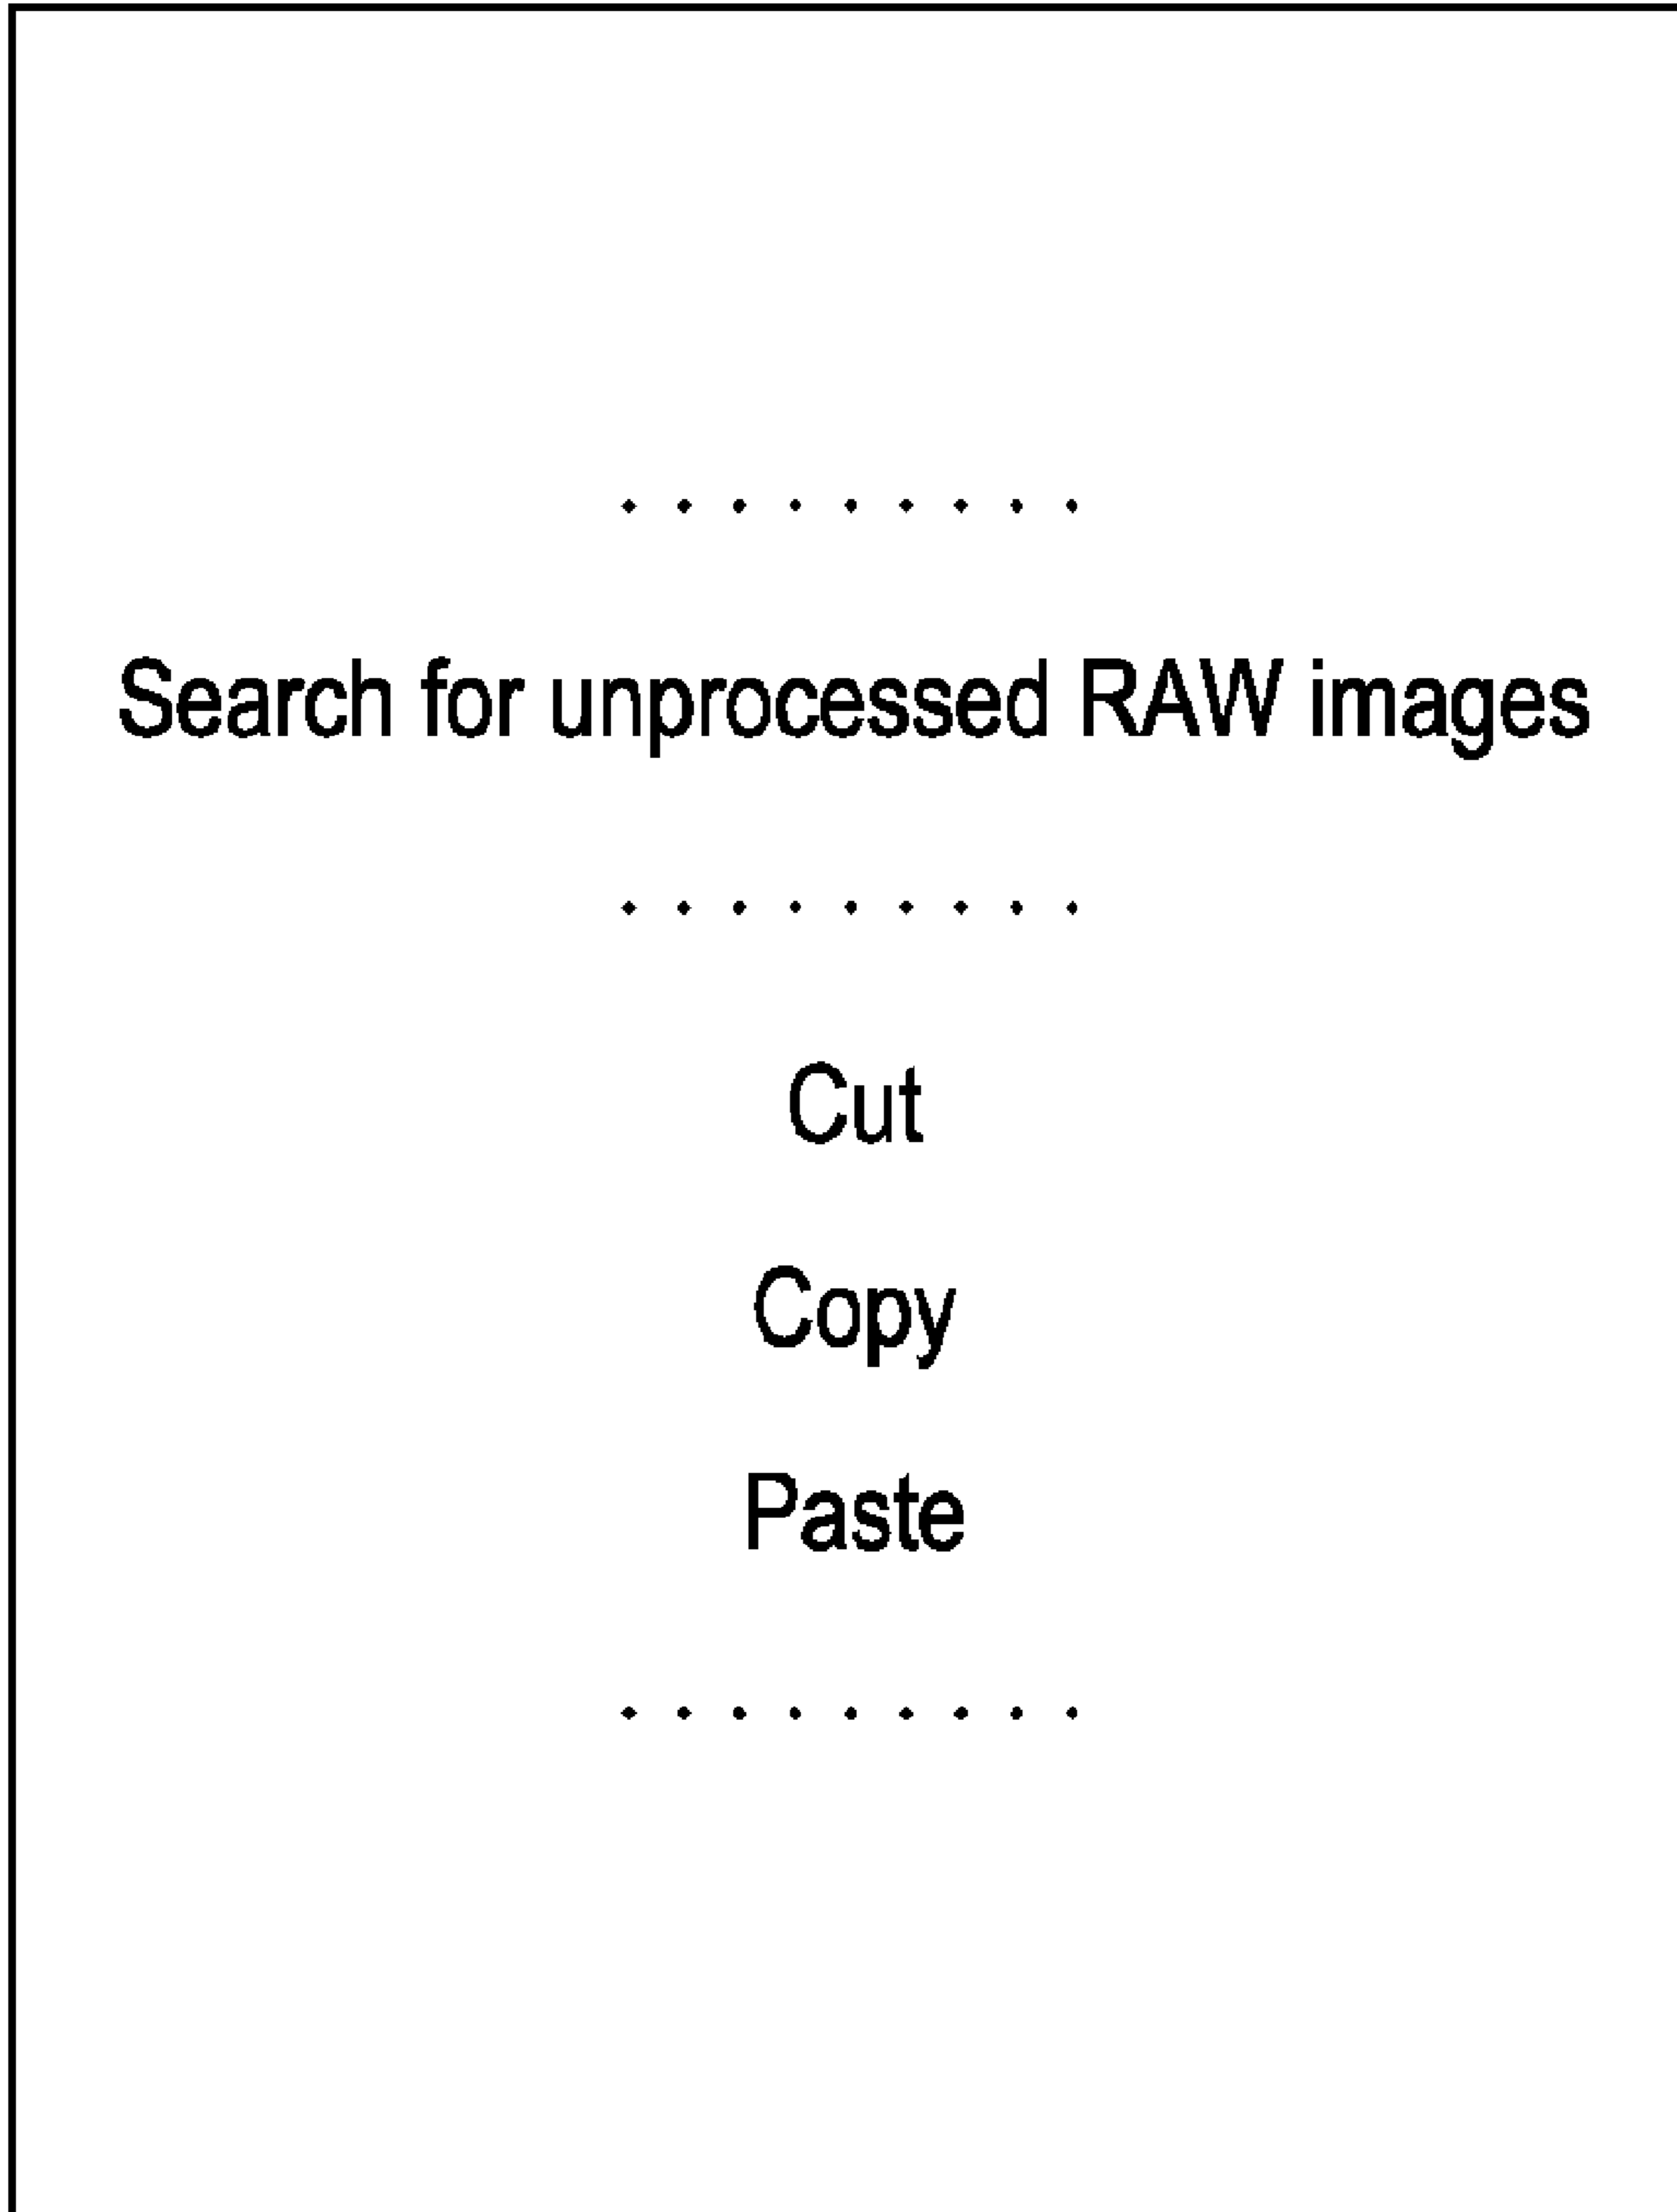 . . . . . . . . .
Search for unprocessed RAW images
. . . . . . . . .
Cut
Copy
Paste
. . . . . . . . .